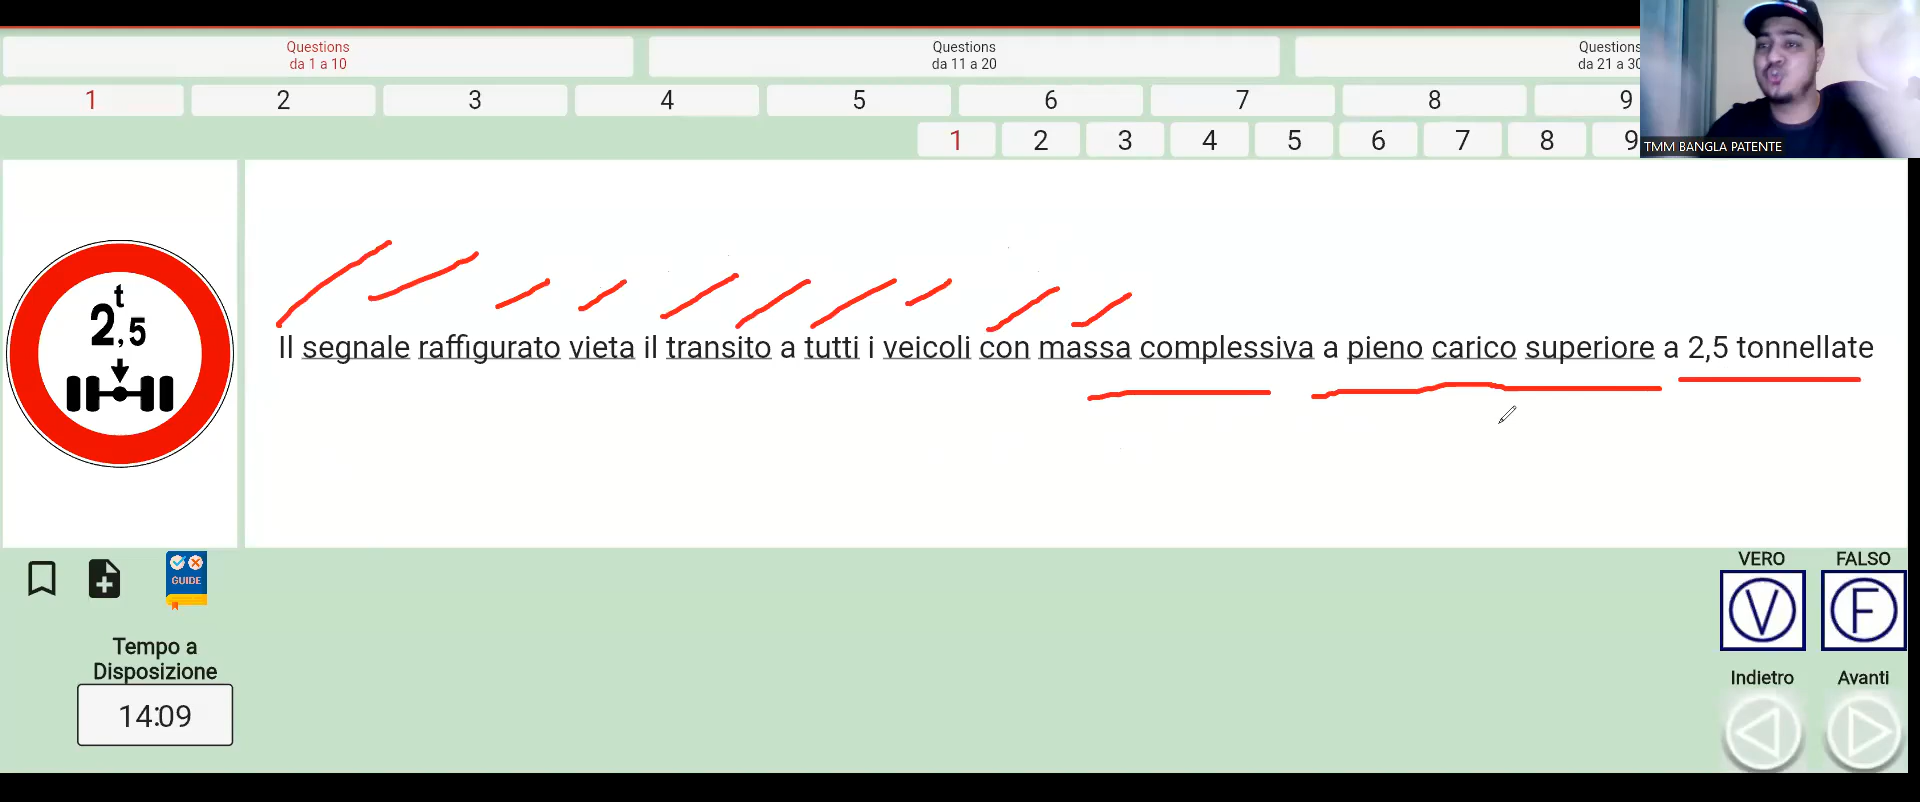 Questions
da 1 a 10
Questions
da 11 a 20
Questions
da 21 a 30
1 2 3 4 5 6 7 8 9
1 2 3 4 5 6 7 8 9
TMM BANGLA PATENTE
t
2,5
Il segnale raffigurato vieta il transito a tutti i veicoli con massa complessiva a pieno carico superiore a 2,5 tonnellate
GUIDE
VERO FALSO
V F
Tempo a
Disposizione
14:09
Indietro Avanti